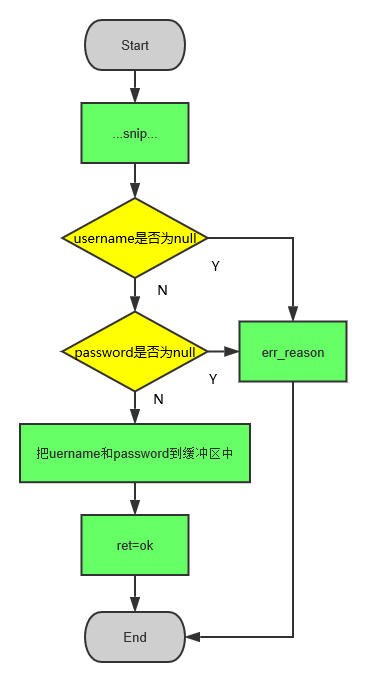 Start
...snip...
username是否为null
Y
N
password是否为null
err_reason
Y
N
把uername和password到缓冲区中
ret=ok
End